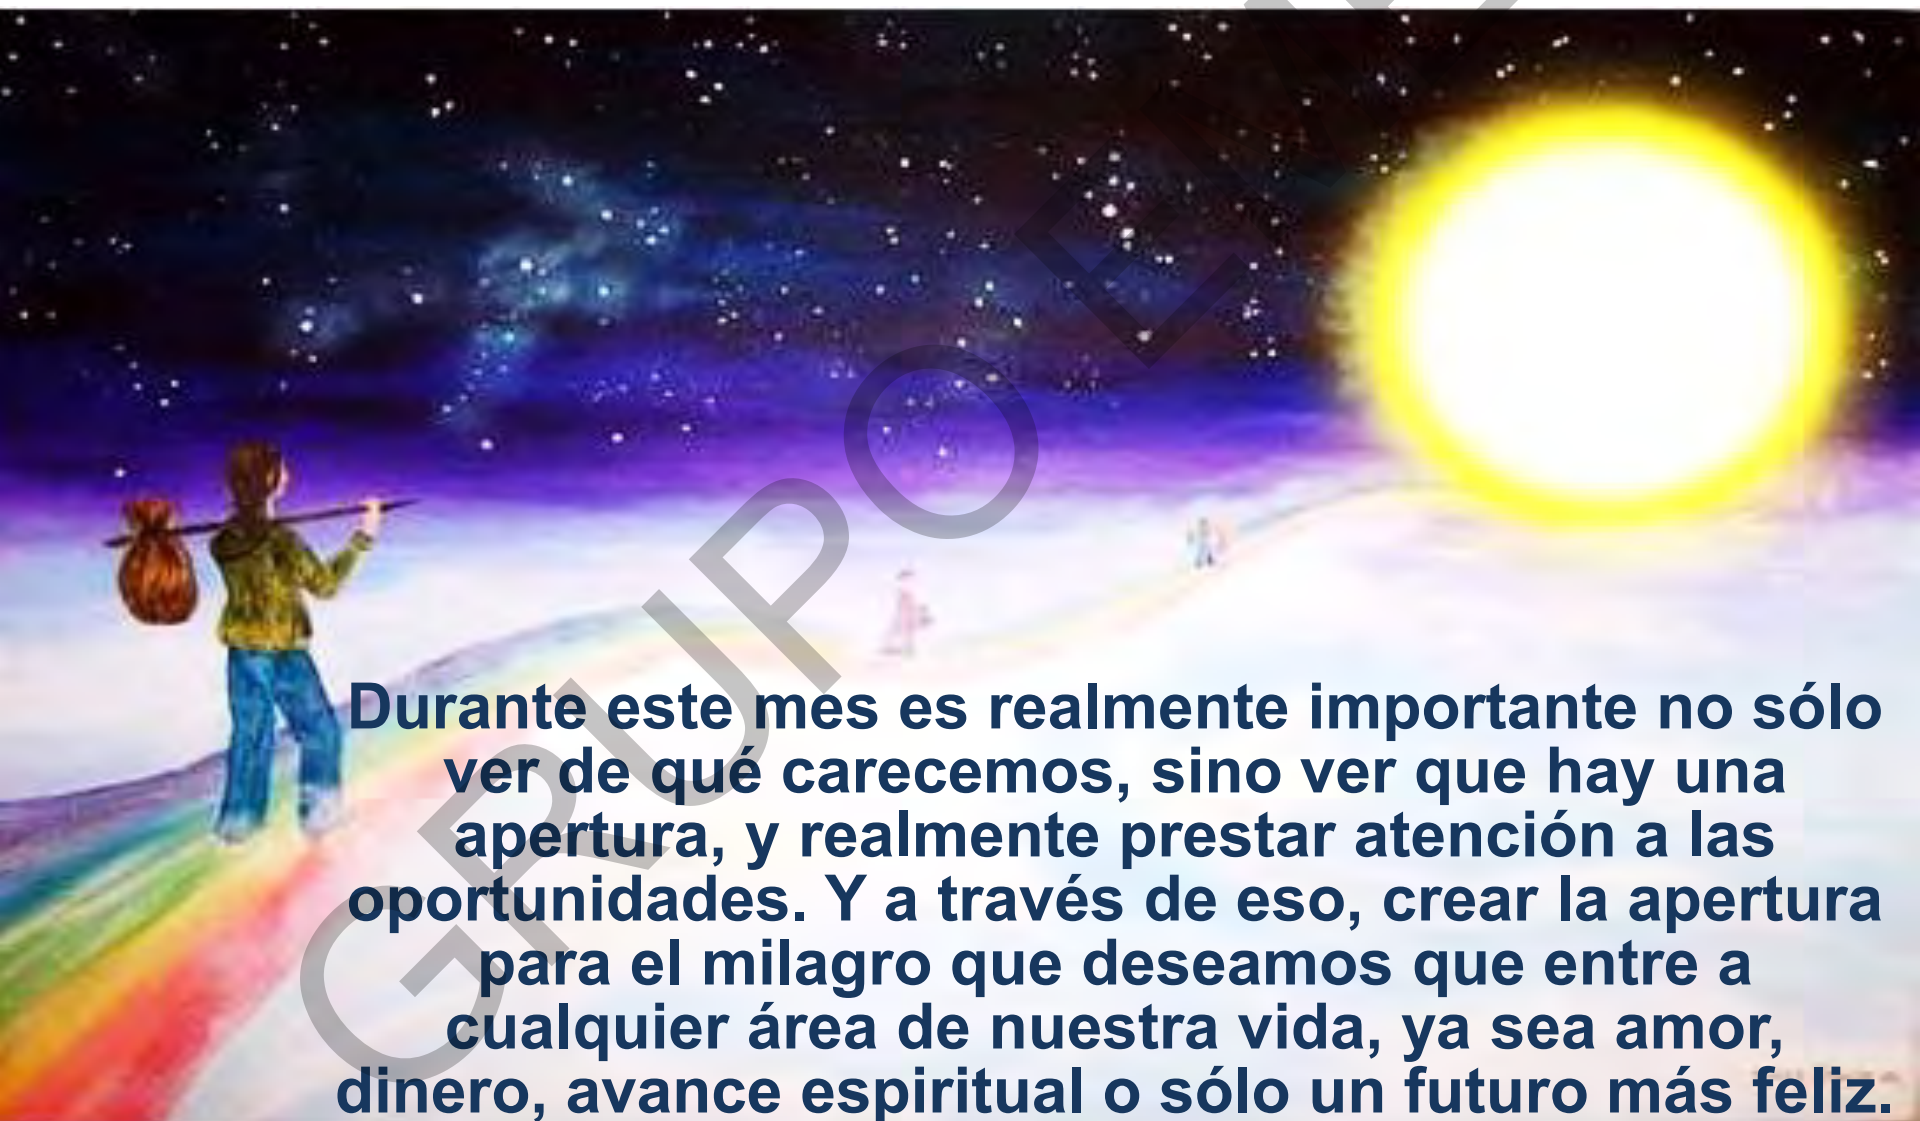 Durante este mes es realmente importante no sólo
ver de qué carecemos, sino ver que hay una
apertura, y realmente prestar atención a las
oportunidades. Y a través de eso, crear la apertura
para el milagro que deseamos que entre a
cualquier área de nuestra vida, ya sea amor,
dinero, avance espiritual o sólo un futuro más feliz.
GRUPO